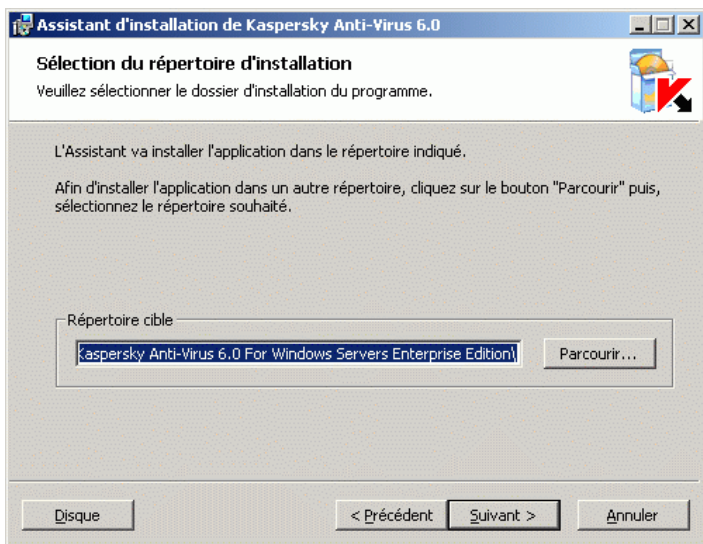 Assistant d'installation de Kaspersky Anti-Virus 6.0
Sélection du répertoire d'installation
Veuillez sélectionner le dossier d'installation du programme.
L'Assistant va installer l'application dans le répertoire indiqué.
Afin d'installer l'application dans un autre répertoire, cliquez sur le bouton "Parcourir" puis,
sélectionnez le répertoire souhaité.
Répertoire cible
Kaspersky Anti-Virus 6.0 For Windows Servers Enterprise Edition\
Parcourir...
Disque
< Précédent
Suivant >
Annuler